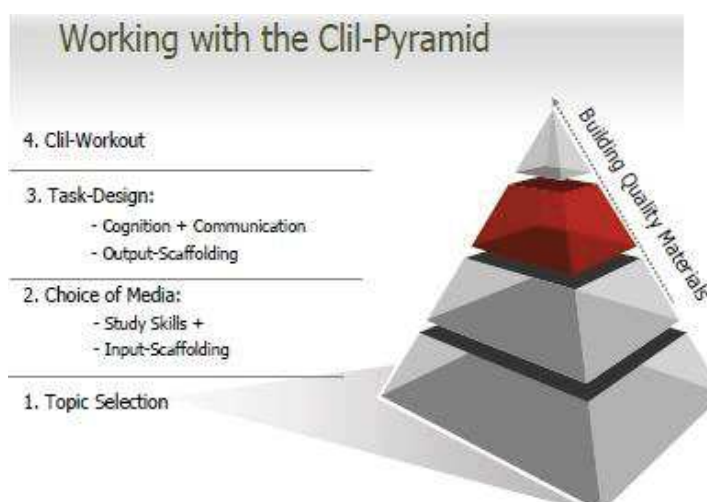 Working with the Clil-Pyramid
4. Clil-Workout
3. Task-Design:
- Cognition + Communication
- Output-Scaffolding
2. Choice of Media:
- Study Skills +
- Input-Scaffolding
1. Topic Selection
Building Quality Materials